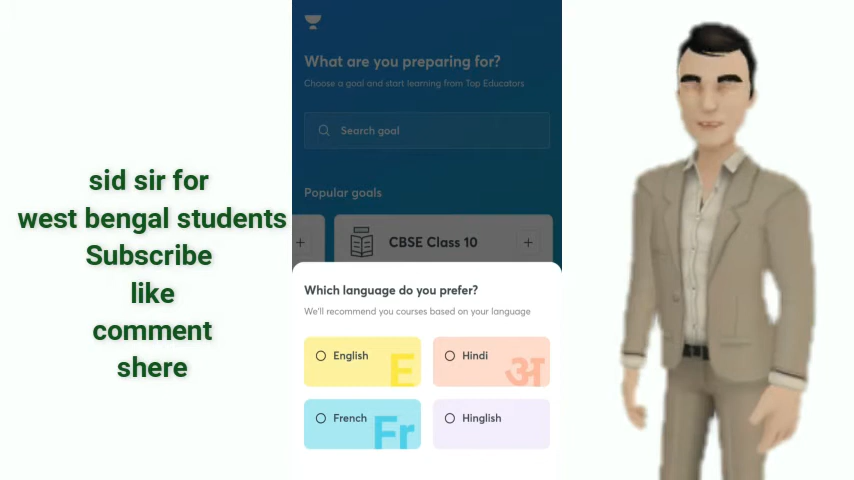 sid sir for
west bengal students
Subscribe
like
comment
shere
What are you preparing for?
Choose a goal and start learning from Top Educators
Search goal
Popular goals
+
CBSE Class 10 +
Which language do you prefer?
We'll recommend you courses based on your language
English E
Hindi अ
French Fr
Hinglish